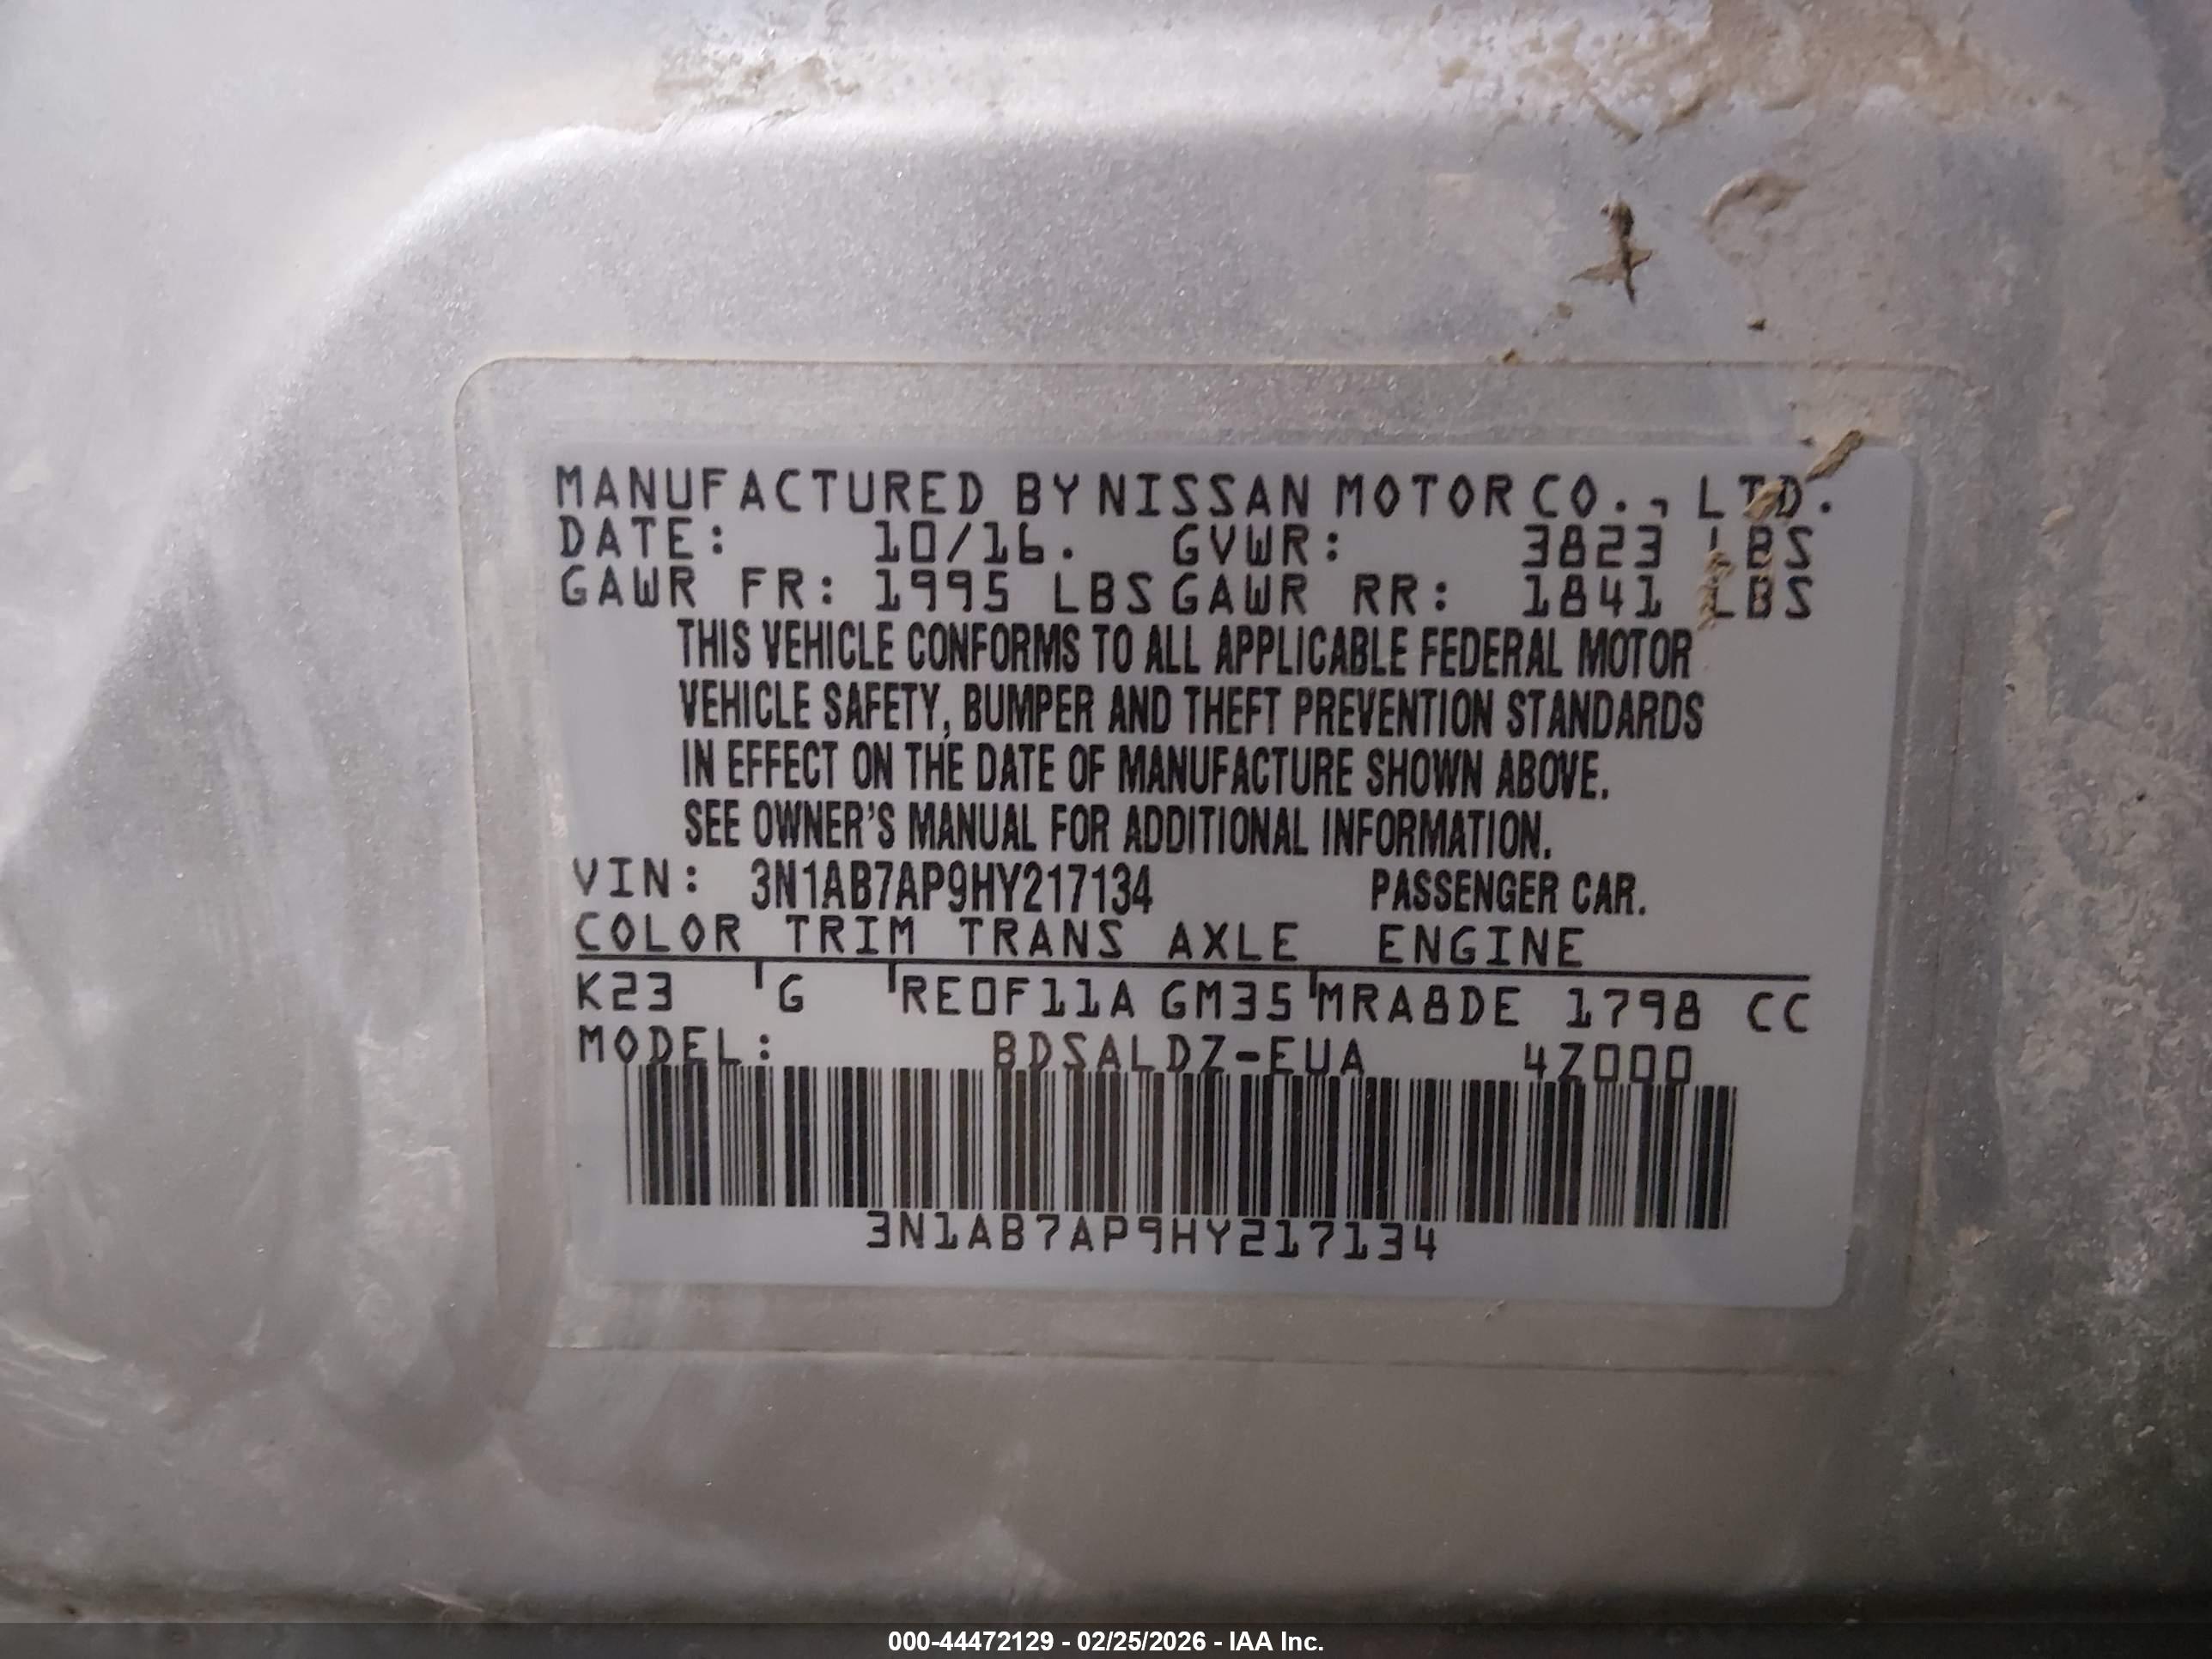 MANUFACTURED BY NISSAN MOTOR CO., LTD.
DATE: 10/16. GVWR: 3823 LBS
GAWR FR: 1995 LBS GAWR RR: 1841 LBS
THIS VEHICLE CONFORMS TO ALL APPLICABLE FEDERAL MOTOR
VEHICLE SAFETY, BUMPER AND THEFT PREVENTION STANDARDS
IN EFFECT ON THE DATE OF MANUFACTURE SHOWN ABOVE.
SEE OWNER'S MANUAL FOR ADDITIONAL INFORMATION.
VIN: 3N1AB7AP9HY217134 PASSENGER CAR.
COLOR TRIM TRANS AXLE ENGINE
K23 G RE0F11A GM35 MRA8DE 1798 CC
MODEL: BDSALDZ-EUA 4Z000
3N1AB7AP9HY217134
000-44472129 - 02/25/2026 - IAA Inc.